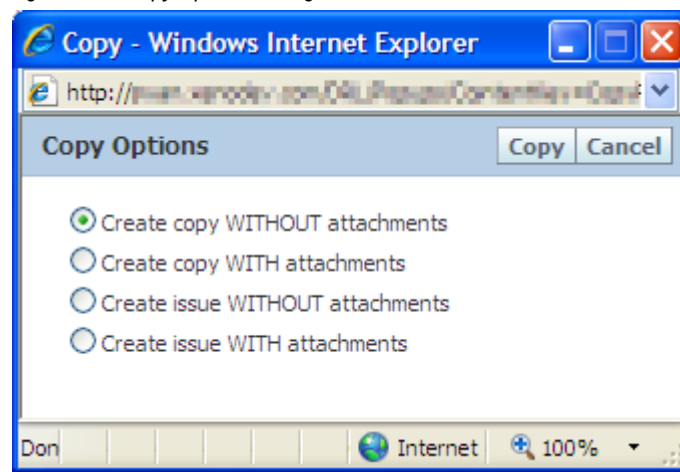 Copy - Windows Internet Explorer
http://
Copy Options
Copy Cancel
Create copy WITHOUT attachments
Create copy WITH attachments
Create issue WITHOUT attachments
Create issue WITH attachments
Don Internet 100%